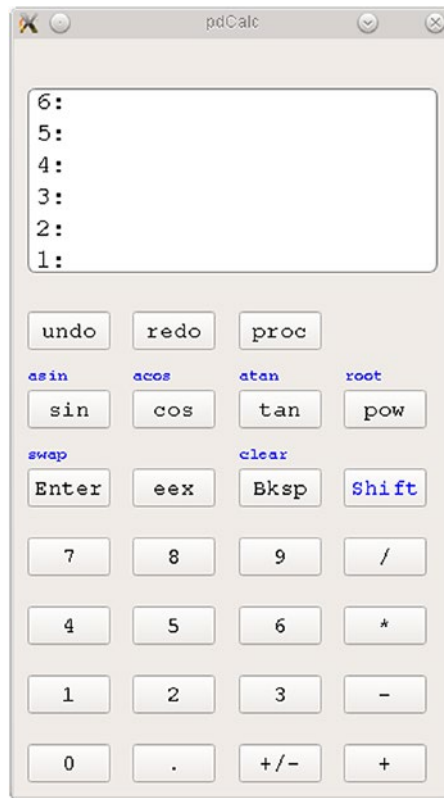 pdCalc
6:
5:
4:
3:
2:
1:
undo redo proc
asin acos atan root
sin cos tan pow
swap clear
Enter eex Bksp Shift
7 8 9 /
4 5 6 *
1 2 3 -
0 . +/- +